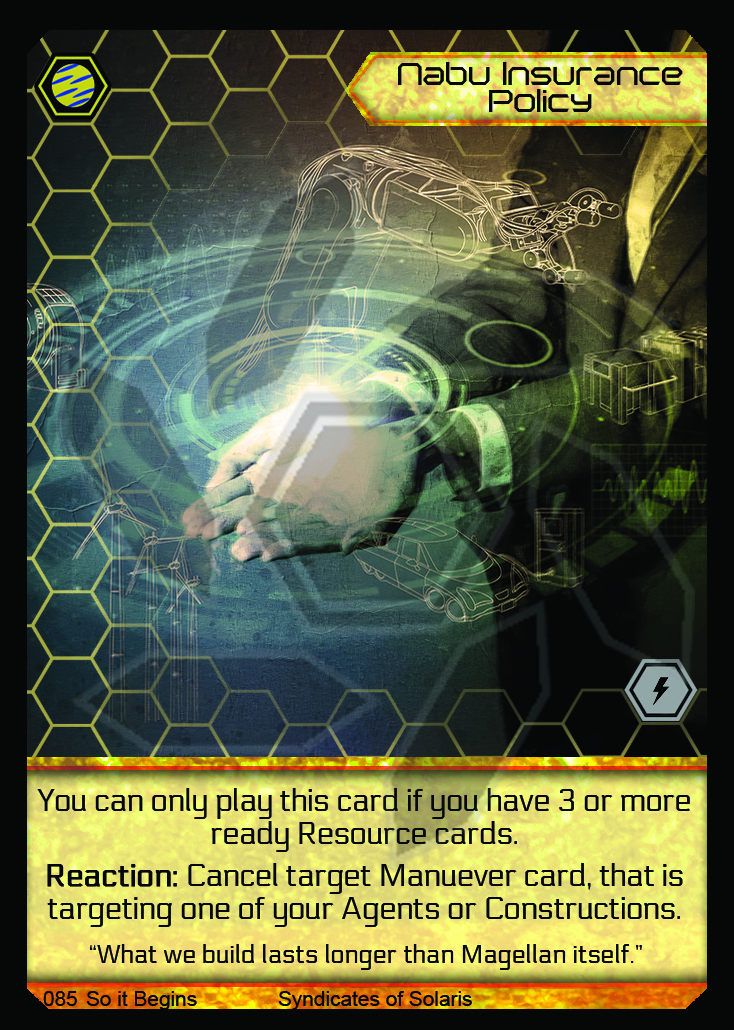 Nabu Insurance
Policy
You can only play this card if you have 3 or more
ready Resource cards.
Reaction: Cancel target Manuever card, that is
targeting one of your Agents or Constructions.
“What we build lasts longer than Magellan itself.”
085 So it Begins Syndicates of Solaris